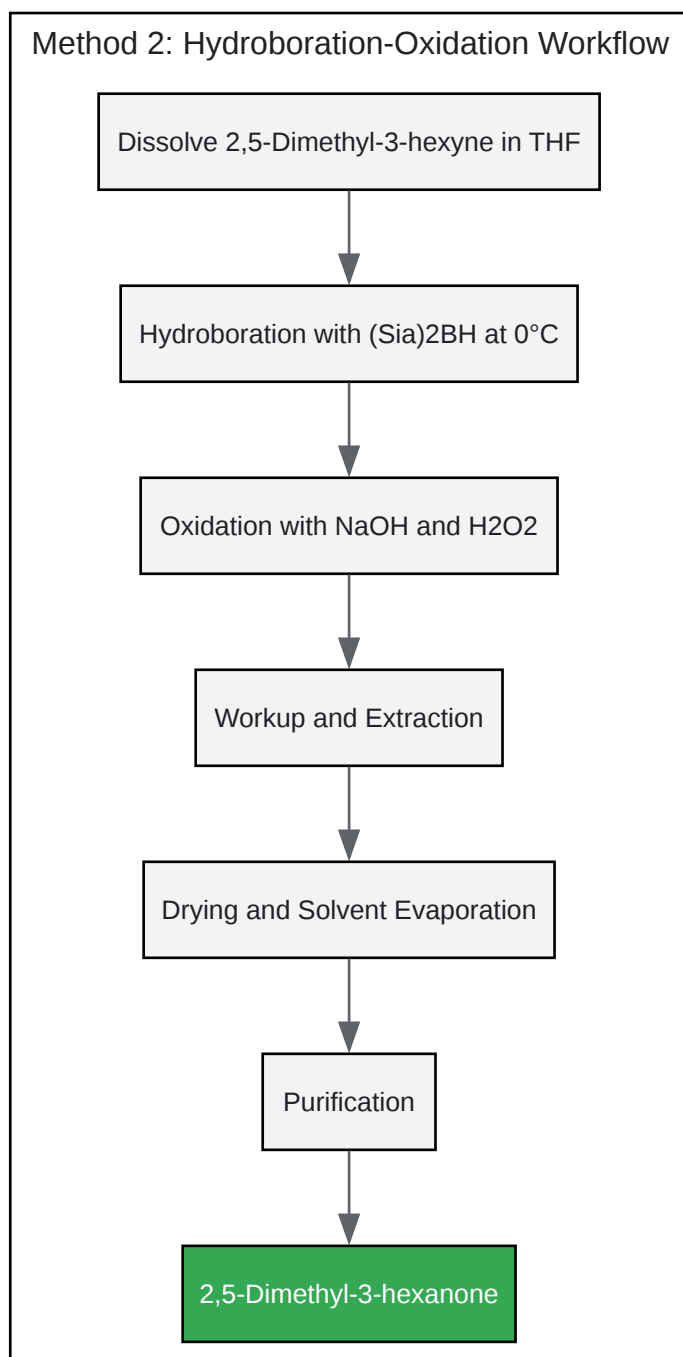 Method 2: Hydroboration-Oxidation Workflow
Dissolve 2,5-Dimethyl-3-hexyne in THF
Hydroboration with (Sia)2BH at 0°C
Oxidation with NaOH and H2O2
Workup and Extraction
Drying and Solvent Evaporation
Purification
2,5-Dimethyl-3-hexanone